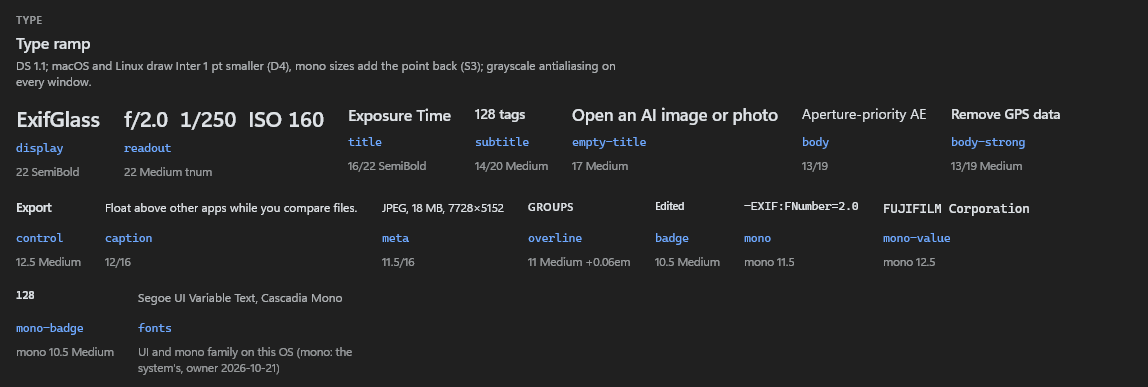 TYPE
Type ramp
DS 1.1; macOS and Linux draw Inter 1 pt smaller (D4), mono sizes add the point back (S3); grayscale antialiasing on
every window.
ExifGlass
display
22 SemiBold
f/2.0 1/250 ISO 160
readout
22 Medium tnum
Exposure Time
title
16/22 SemiBold
128 tags
subtitle
14/20 Medium
Open an AI image or photo
empty-title
17 Medium
Aperture-priority AE
body
13/19
Remove GPS data
body-strong
13/19 Medium
Export
control
12.5 Medium
Float above other apps while you compare files.
caption
12/16
JPEG, 18 MB, 7728×5152
meta
11.5/16
GROUPS
overline
11 Medium +0.06em
Edited
badge
10.5 Medium
-EXIF:FNumber=2.0
mono
mono 11.5
FUJIFILM Corporation
mono-value
mono 12.5
128
mono-badge
mono 10.5 Medium
Segoe UI Variable Text, Cascadia Mono
fonts
UI and mono family on this OS (mono: the
system's, owner 2026-10-21)